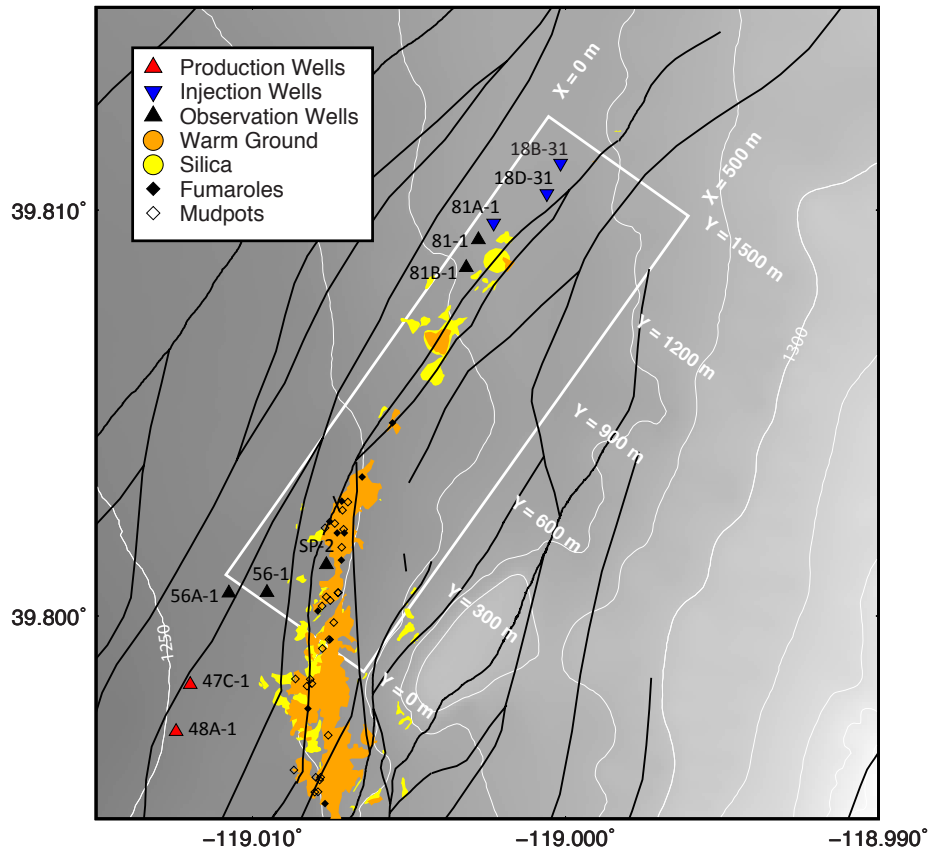 Production Wells
Injection Wells
Observation Wells
Warm Ground
Silica
Fumaroles
Mudpots
X = 0 m
X = 500 m
18B-31
18D-31
81A-1
81-1
81B-1
Y = 1500 m
Y = 1200 m
1300
Y = 900 m
Y = 600 m
SP-2
56-1
56A-1
Y = 300 m
1250
47C-1
Y = 0 m
48A-1
39.810°
39.800°
−119.010°
−119.000°
−118.990°